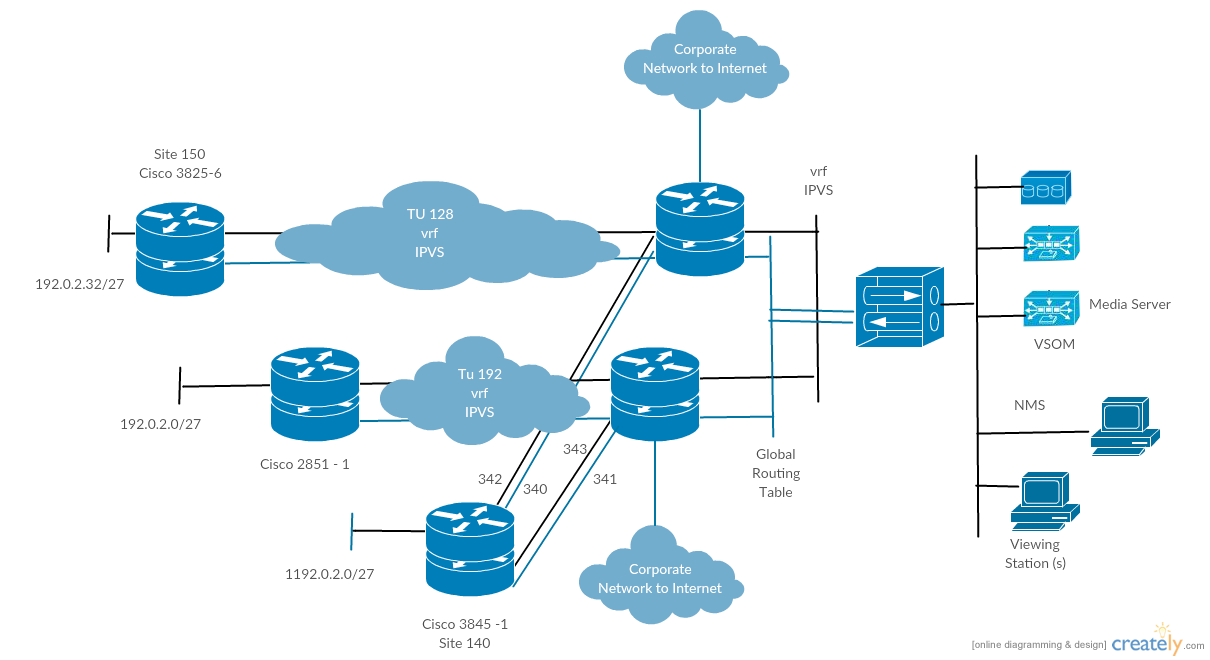 Corporate
Network to Internet
Site 150
Cisco 3825-6
vrf
IPVS
TU 128
vrf
IPVS
192.0.2.32/27
Media Server
VSOM
Tu 192
vrf
IPVS
192.0.2.0/27
NMS
Cisco 2851 - 1
343
342
340
341
Global
Routing
Table
1192.0.2.0/27
Corporate
Network to Internet
Viewing
Station (s)
Cisco 3845 -1
Site 140
[online diagramming & design] creately.com